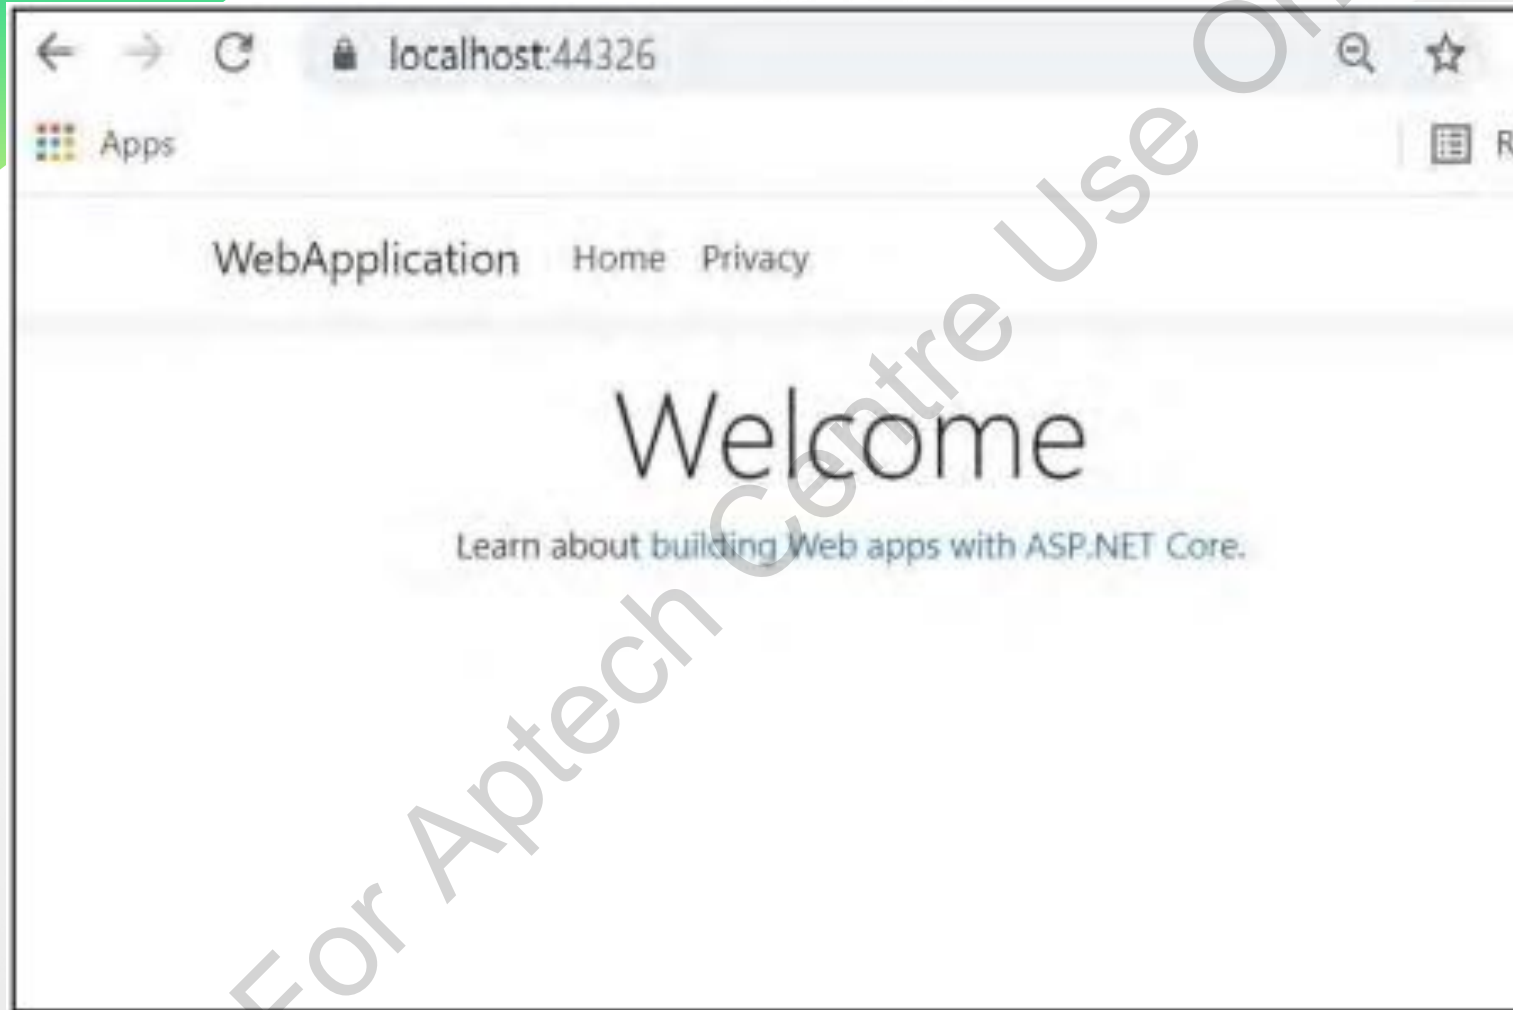 localhost:44326
Apps
R
WebApplication Home Privacy
Welcome
Learn about building Web apps with ASP.NET Core.
For Aptech Centre Use On